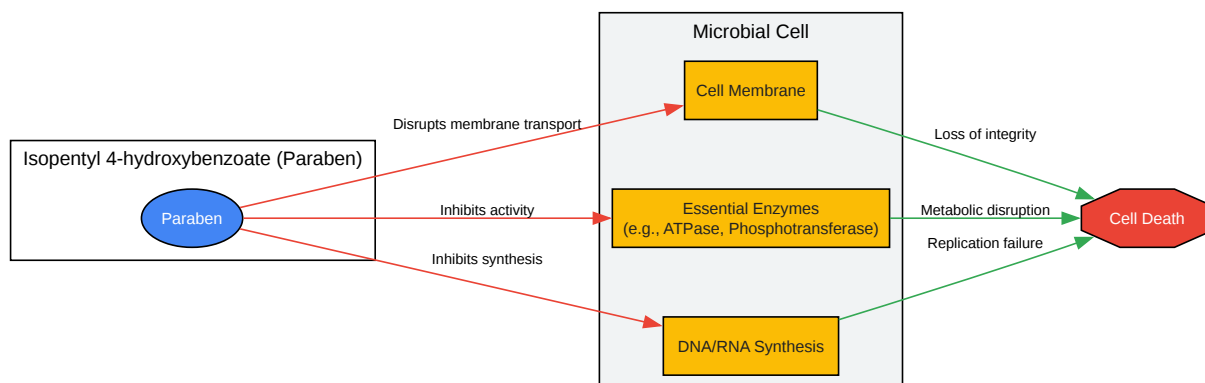 Microbial Cell
Cell Membrane
Disrupts membrane transport
Loss of integrity
Isopentyl 4-hydroxybenzoate (Paraben)
Paraben
Inhibits activity
Essential Enzymes
(e.g., ATPase, Phosphotransferase)
Metabolic disruption
Cell Death
Replication failure
Inhibits synthesis
DNA/RNA Synthesis